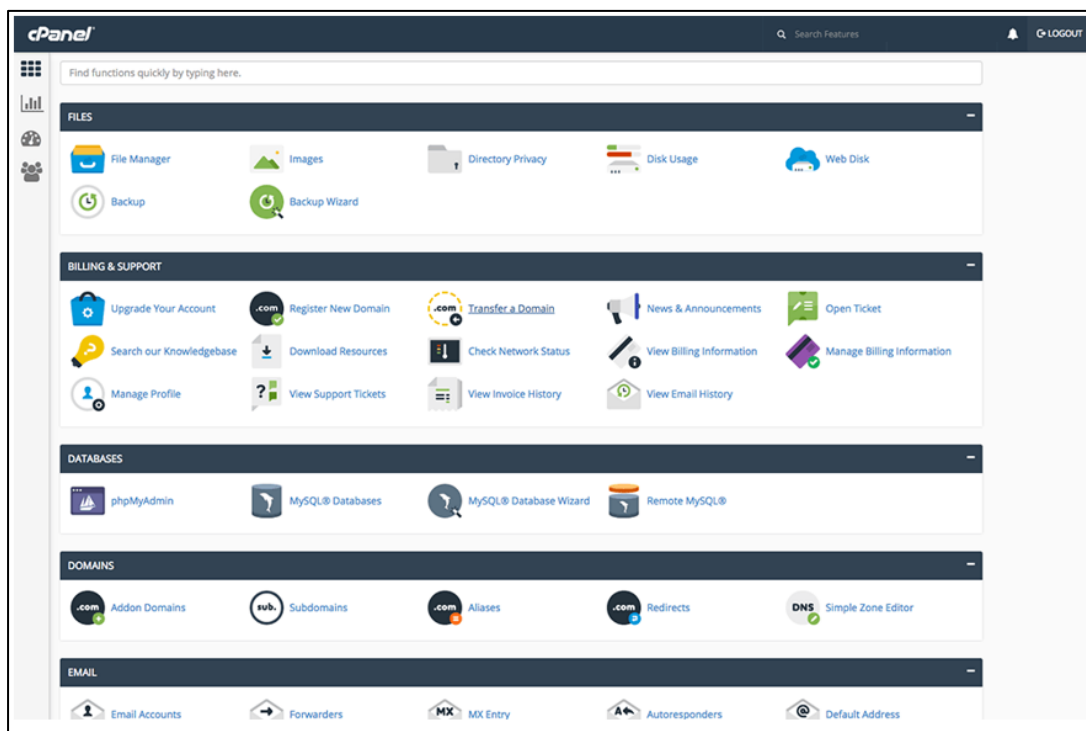 cPanel
Search Features
LOGOUT
Find functions quickly by typing here.
FILES
File Manager
Images
Directory Privacy
Disk Usage
Web Disk
Backup
Backup Wizard
BILLING & SUPPORT
Upgrade Your Account
.com
Register New Domain
.com
Transfer a Domain
News & Announcements
Open Ticket
Search our Knowledgebase
Download Resources
Check Network Status
View Billing Information
Manage Billing Information
Manage Profile
View Support Tickets
View Invoice History
View Email History
DATABASES
phpMyAdmin
MySQL® Databases
MySQL® Database Wizard
Remote MySQL®
DOMAINS
.com
Addon Domains
sub.
Subdomains
.com
Aliases
.com
Redirects
DNS
Simple Zone Editor
EMAIL
Email Accounts
Forwarders
MX
MX Entry
A
Autoresponders
@
Default Address